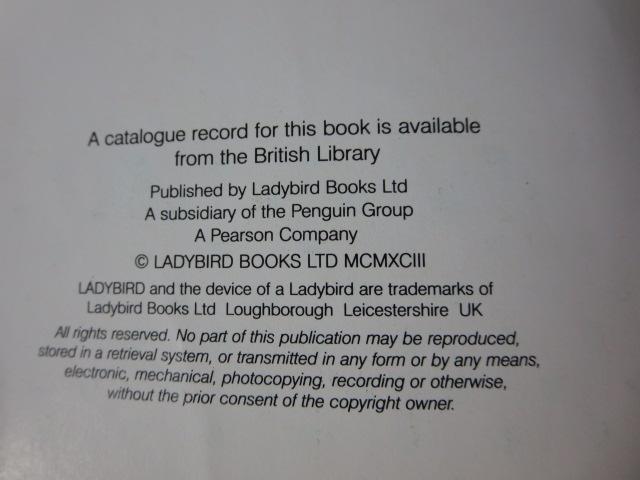 A catalogue record for this book is available
from the British Library
Published by Ladybird Books Ltd
A subsidiary of the Penguin Group
A Pearson Company
© LADYBIRD BOOKS LTD MCMXCIII
LADYBIRD and the device of a Ladybird are trademarks of
Ladybird Books Ltd Loughborough Leicestershire UK
All rights reserved. No part of this publication may be reproduced,
stored in a retrieval system, or transmitted in any form or by any means,
electronic, mechanical, photocopying, recording or otherwise,
without the prior consent of the copyright owner.